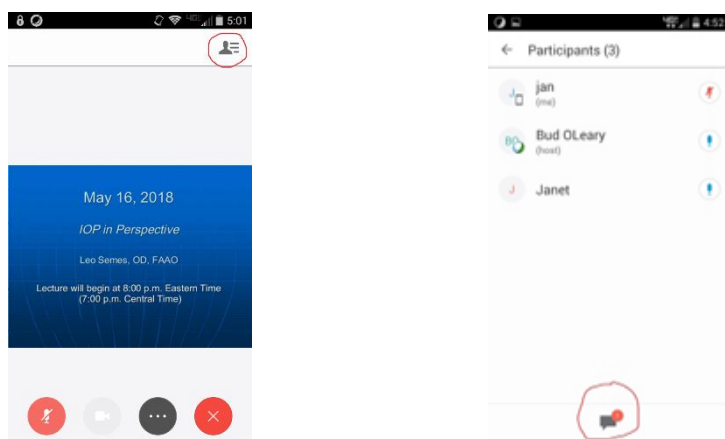 5:01
May 16, 2018
IOP in Perspective
Leo Semes, OD, FAAO
Lecture will begin at 8:00 p.m. Eastern Time
(7:00 p.m. Central Time)
4:52
Participants (3)
J
jan
(me)
BO
Bud OLeary
(host)
J
Janet